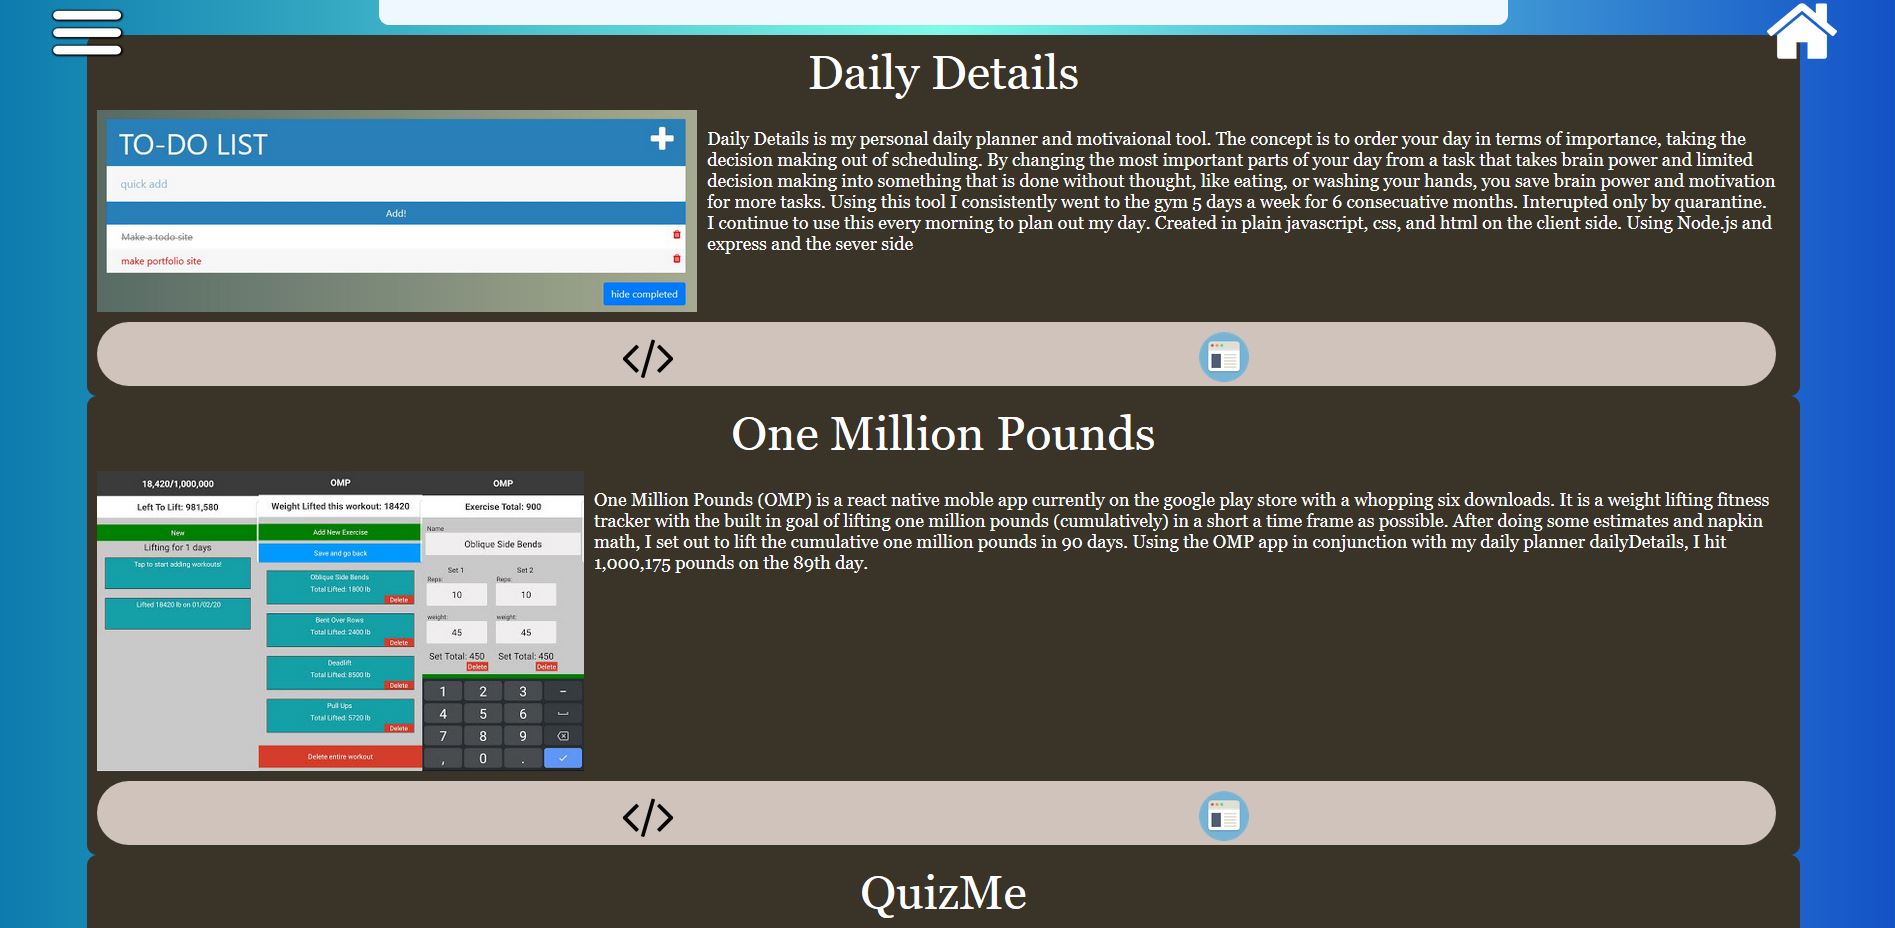 Daily Details
TO-DO LIST
quick add
Add!
Make a todo site
make portfolio site
hide completed
Daily Details is my personal daily planner and motivaional tool. The concept is to order your day in terms of importance, taking the
decision making out of scheduling. By changing the most important parts of your day from a task that takes brain power and limited
decision making into something that is done without thought, like eating, or washing your hands, you save brain power and motivation
for more tasks. Using this tool I consistently went to the gym 5 days a week for 6 consecuative months. Interupted only by quarantine.
I continue to use this every morning to plan out my day. Created in plain javascript, css, and html on the client side. Using Node.js and
express and the sever side
</>
One Million Pounds
18,420/1,000,000
Left To Lift: 981,580
New
Lifting for 1 days
Tap to start adding workouts!
Lifted 18420 lb on 01/02/20
OMP
Weight Lifted this workout: 18420
Add New Exercise
Save and go back
Oblique Side Bends
Total Lifted: 1800 lb
Delete
Bent Over Rows
Total Lifted: 2400 lb
Delete
Deadlift
Total Lifted: 8500 lb
Delete
Pull Ups
Total Lifted: 5720 lb
Delete
Delete entire workout
OMP
Exercise Total: 900
Name
Oblique Side Bends
Set 1 Set 2
Reps: Reps:
10 10
weight: weight:
45 45
Set Total: 450 Set Total: 450
Delete Delete
1 2 3 -
4 5 6
7 8 9
, 0 .
One Million Pounds (OMP) is a react native moble app currently on the google play store with a whopping six downloads. It is a weight lifting fitness
tracker with the built in goal of lifting one million pounds (cumulatively) in a short a time frame as possible. After doing some estimates and napkin
math, I set out to lift the cumulative one million pounds in 90 days. Using the OMP app in conjunction with my daily planner dailyDetails, I hit
1,000,175 pounds on the 89th day.
</>
QuizMe